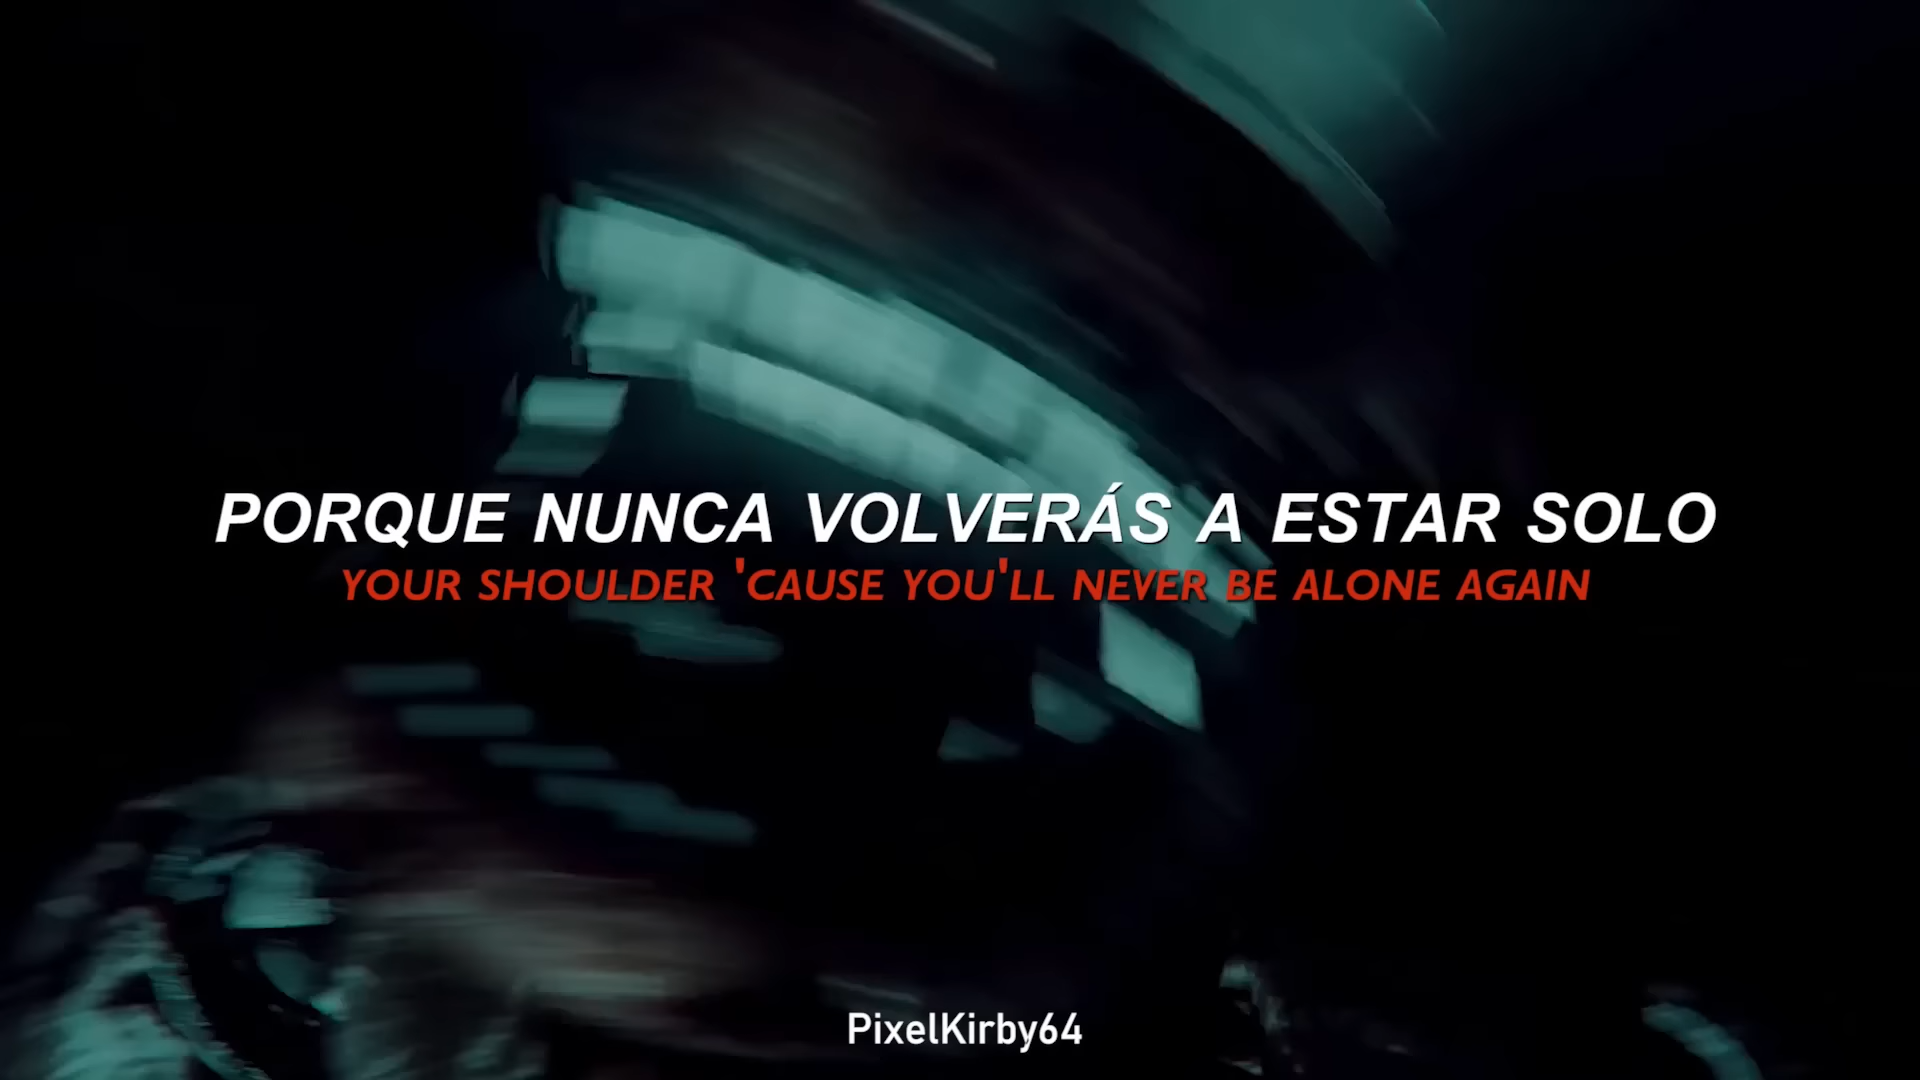 PORQUE NUNCA VOLVERÁS A ESTAR SOLO
YOUR SHOULDER 'CAUSE YOU'LL NEVER BE ALONE AGAIN
PixelKirby64